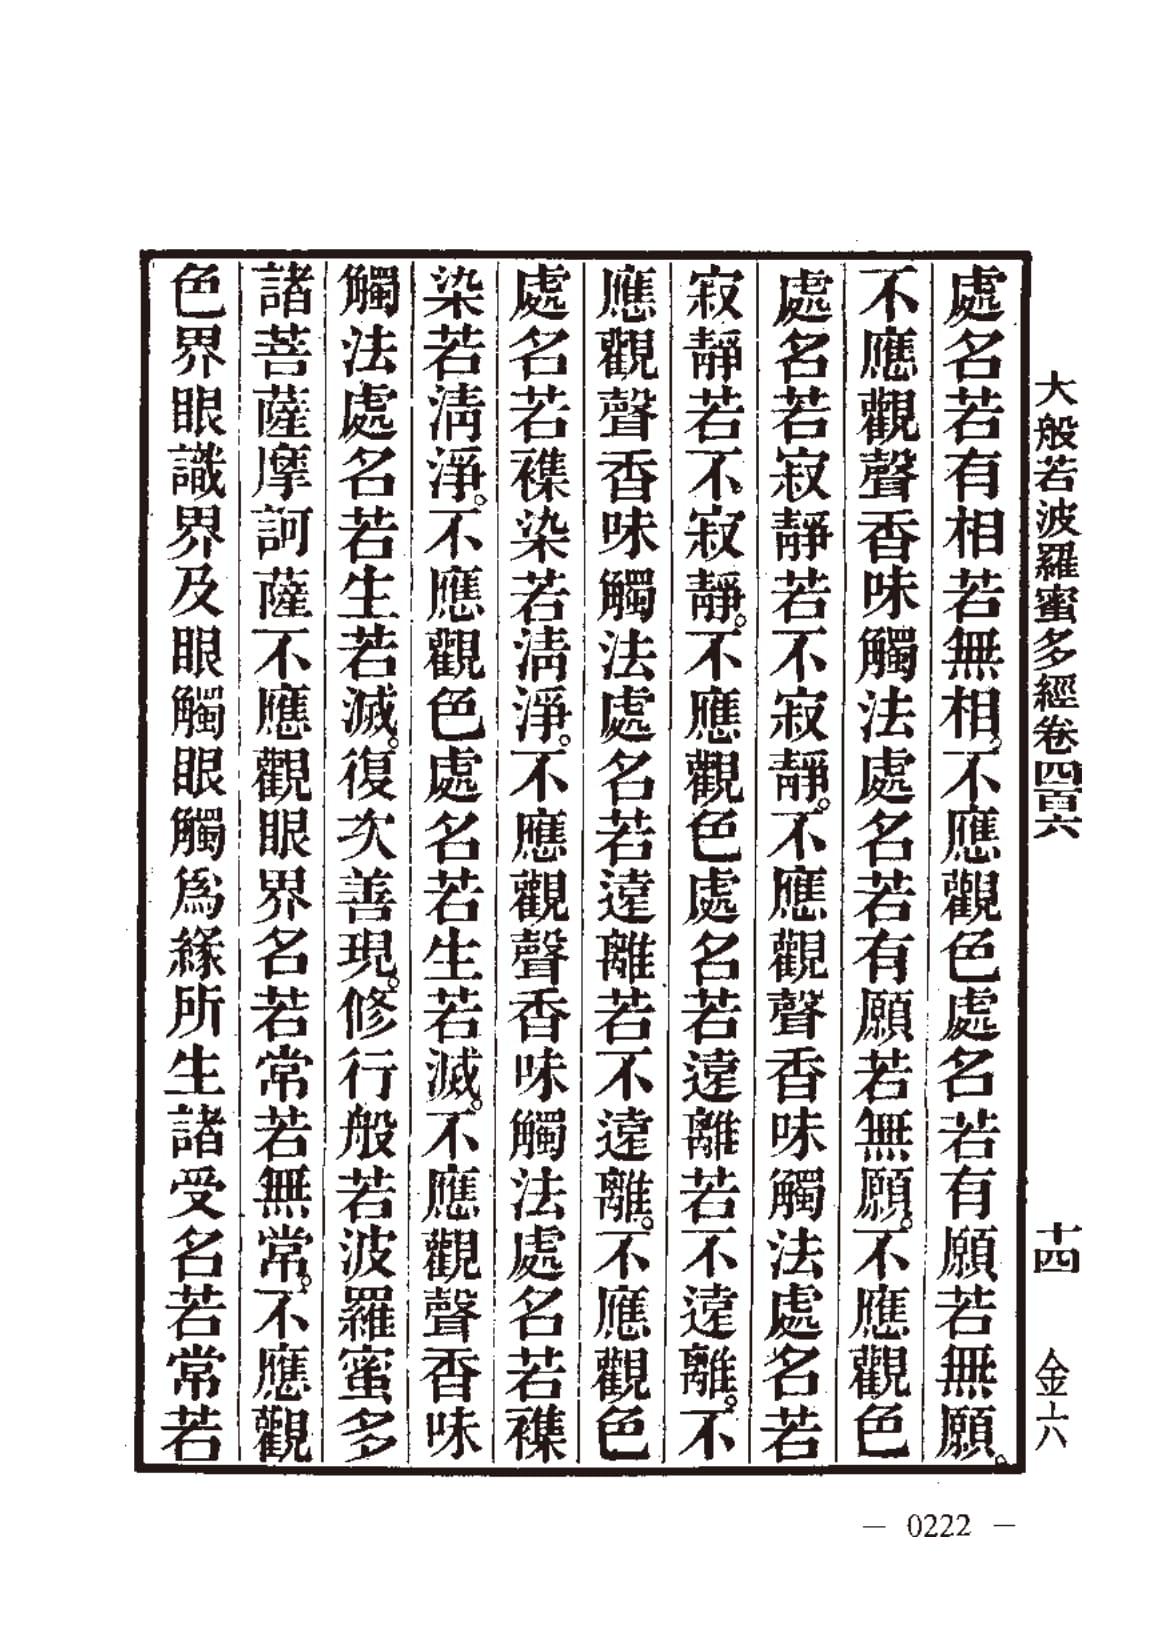 大般若波羅蜜多經卷四百六 十四 金六
處名若有相若無相。不應觀色處名若有願若無願。
不應觀聲香味觸法處名若有願若無願。不應觀色
處名若寂靜若不寂靜。不應觀聲香味觸法處名若
寂靜若不寂靜。不應觀色處名若遠離若不遠離。不
應觀聲香味觸法處名若遠離若不遠離。不應觀色
處名若襍染若淸淨。不應觀聲香味觸法處名若襍
染若淸淨。不應觀色處名若生若滅。不應觀聲香味
觸法處名若生若滅。復次善現。修行般若波羅蜜多
諸菩薩摩訶薩不應觀眼界名若常若無常。不應觀
色界眼識界及眼觸眼觸爲緣所生諸受名若常若
— 0222 —